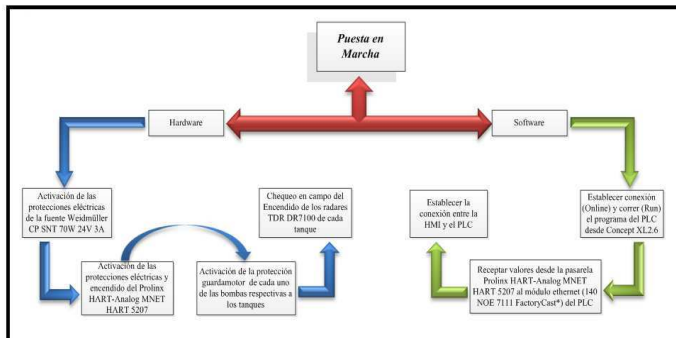 Puesta en
Marcha
Hardware
Software
Activación de las
protecciones eléctricas
de la fuente Weidmüller
CP SNT 70W 24V 3A
Activación de las
protecciones eléctricas y
encendido del Prolinx
HART-Analog MNET
HART 5207
Activación de la protección
guardamotor de cada uno
de las bombas respectivas a
los tanques
Chequeo en campo del
Encendido de los radares
TDR DR7100 de cada
tanque
Establecer conexión
(Online) y correr (Run)
el programa del PLC
desde Concept XL2.6
Receptar valores desde la pasarela
Prolinx HART-Analog MNET
HART 5207 al módulo ethernet (140
NOE 7111 FactoryCast*) del PLC
Establecer la
conexión entre la
HMI y el PLC